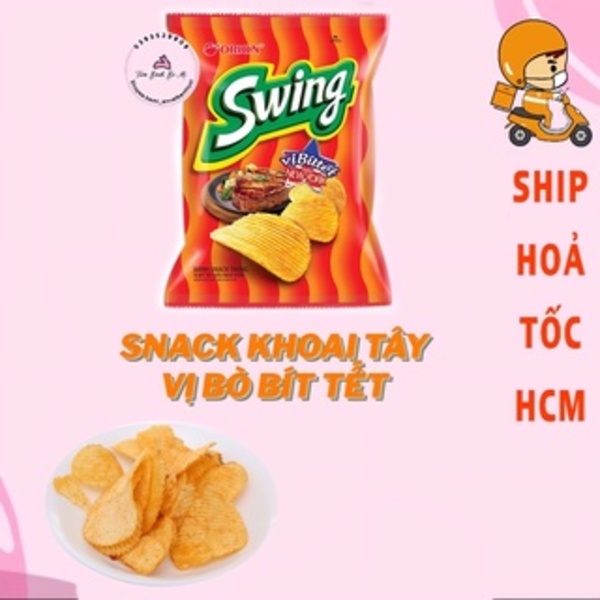 ORION
Swing
vị Bít tết
NEW YORK
SNACK KHOAI TÂY
VỊ BÒ BÍT TẾT
SHIP
HOẢ
TỐC
HCM